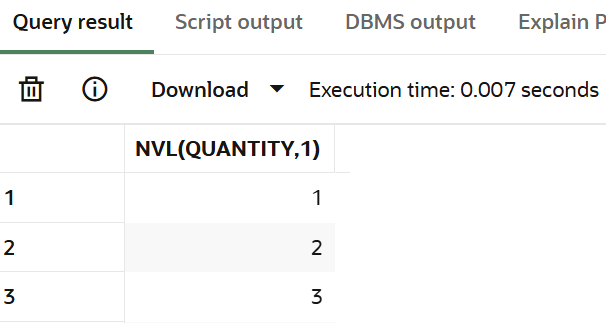 Query result Script output DBMS output Explain P
Download Execution time: 0.007 seconds
NVL(QUANTITY,1)
1 1
2 2
3 3